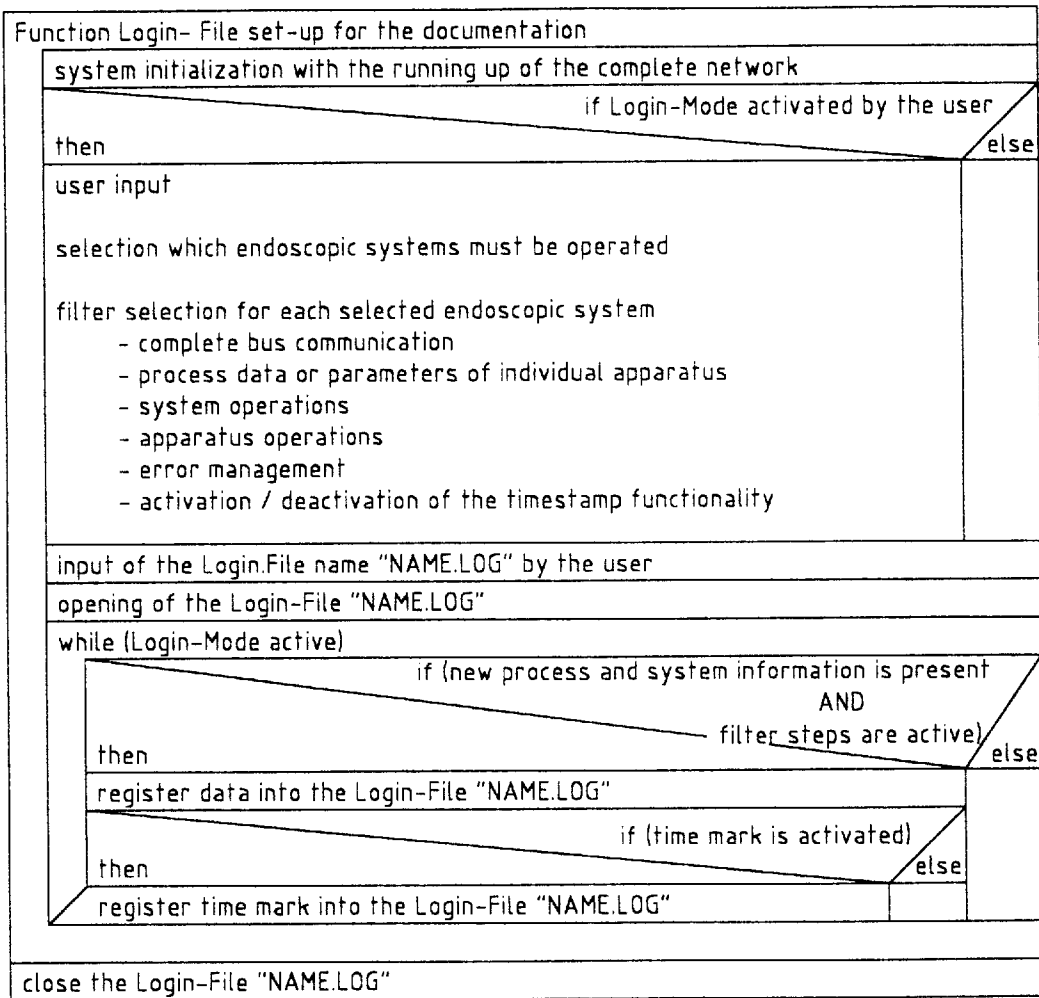 Function Login- File set-up for the documentation
system initialization with the running up of the complete network
if Login-Mode activated by the user
then
else
user input
selection which endoscopic systems must be operated
filter selection for each selected endoscopic system
- complete bus communication
- process data or parameters of individual apparatus
- system operations
- apparatus operations
- error management
- activation / deactivation of the timestamp functionality
input of the Login.File name "NAME.LOG" by the user
opening of the Login-File "NAME.LOG"
while (Login-Mode active)
if (new process and system information is present
AND
filter steps are active)
then
else
register data into the Login-File "NAME.LOG"
if (time mark is activated)
then
else
register time mark into the Login-File "NAME.LOG"
close the Login-File "NAME.LOG"